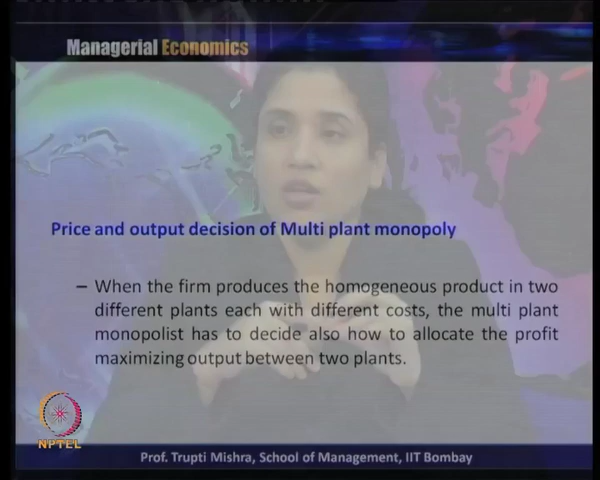 Managerial Economics
Price and output decision of Multi plant monopoly
– When the firm produces the homogeneous product in two
different plants each with different costs, the multi plant
monopolist has to decide also how to allocate the profit
maximizing output between two plants.
NPTEL
Prof. Trupti Mishra, School of Management, IIT Bombay